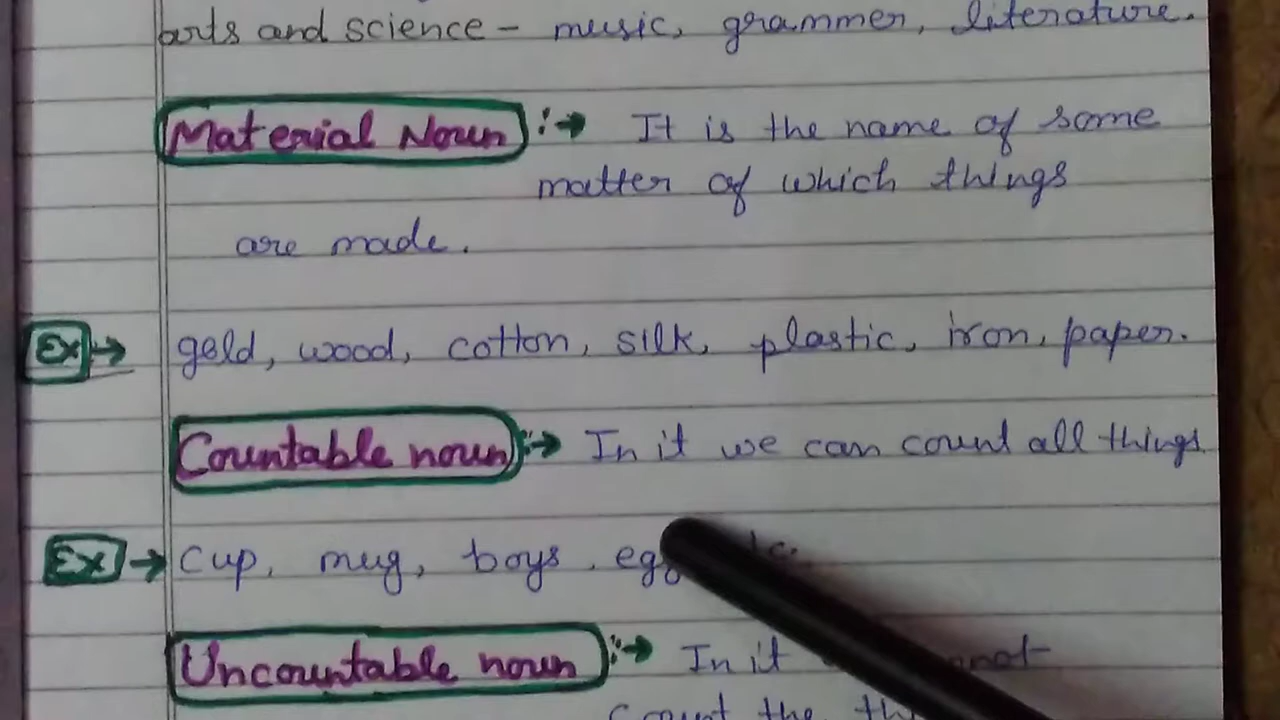 arts and science - music, grammer, literature.
Material Noun :→ It is the name of some
matter of which things
are made.
Ex → gold, wood, cotton, silk, plastic, iron, paper.
Countable noun :→ In it we can count all things
Ex → cup, mug, boys, egg
Uncountable noun :→ In it
count the